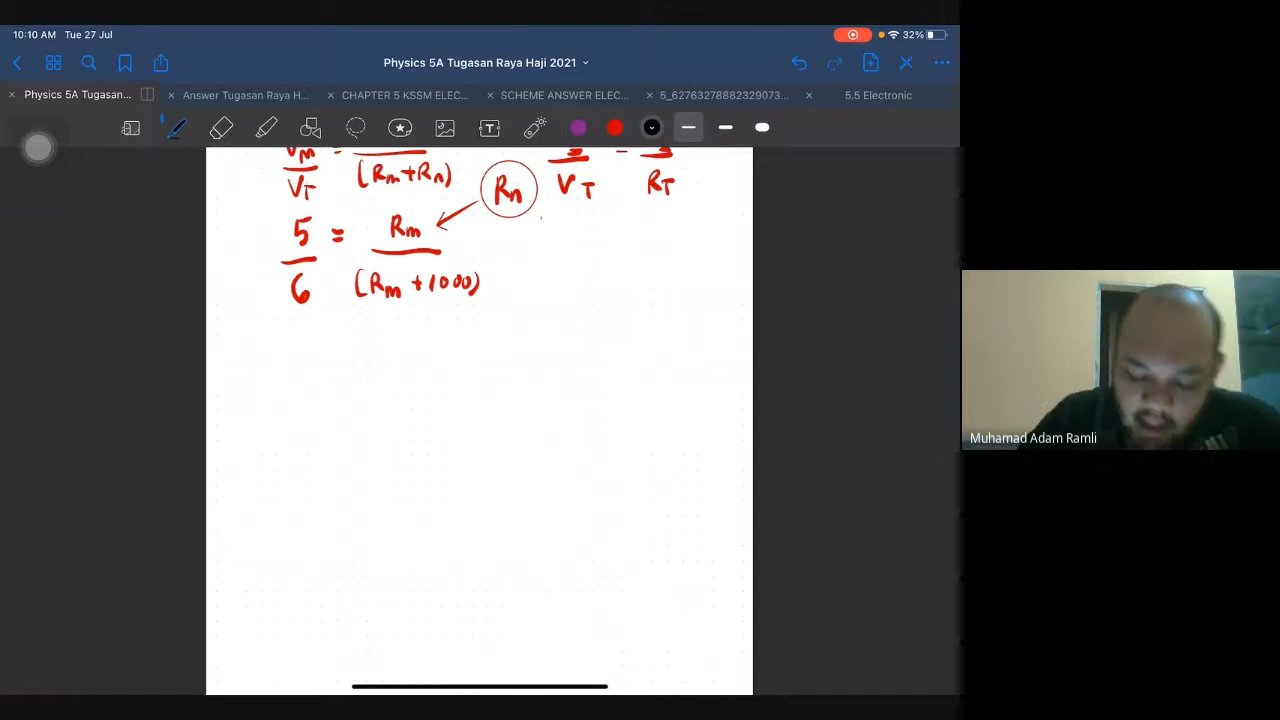 10:10 AM Tue 27 Jul
32%
Physics 5A Tugasan Raya Haji 2021
Physics 5A Tugasan...
Answer Tugasan Raya H...
CHAPTER 5 KSSM ELEC...
SCHEME ANSWER ELEC...
5_62763278882329073...
5.5 Electronic
T
Vm =
VT (Rm+Rn)
Rn
VT = RT
5 = Rm
6 (Rm + 1000)
Muhamad Adam Ramli